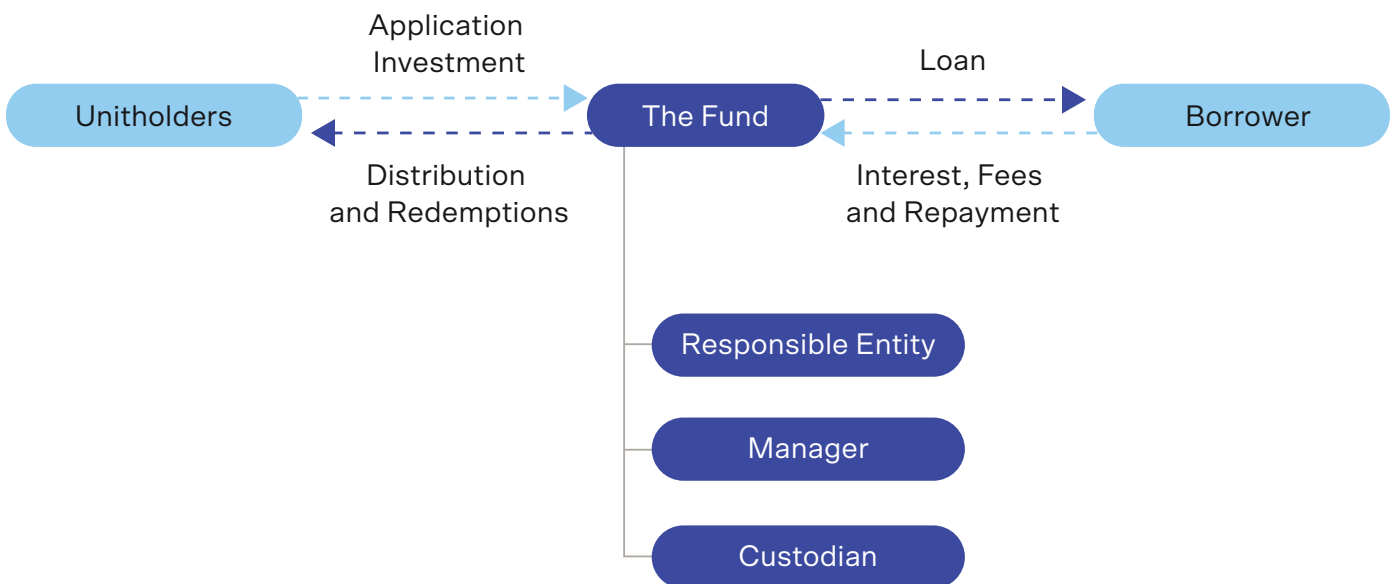 Application
Investment
Loan
Unitholders
The Fund
Borrower
Distribution
and Redemptions
Interest, Fees
and Repayment
Responsible Entity
Manager
Custodian